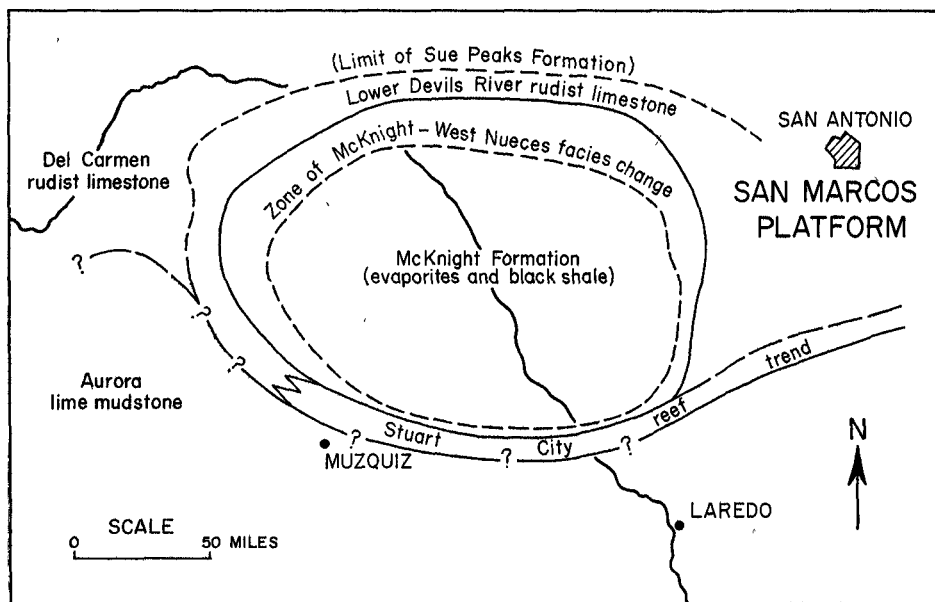 (Limit of Sue Peaks Formation)
Lower Devils River rudist limestone
SAN ANTONIO
Del Carmen
rudist limestone
Zone of McKnight-West Nueces facies change
SAN MARCOS
PLATFORM
?
McKnight Formation
(evaporites and black shale)
?
?
Aurora
lime mudstone
Stuart City reef trend
?
?
?
MUZQUIZ
N
LAREDO
SCALE
0 50 MILES